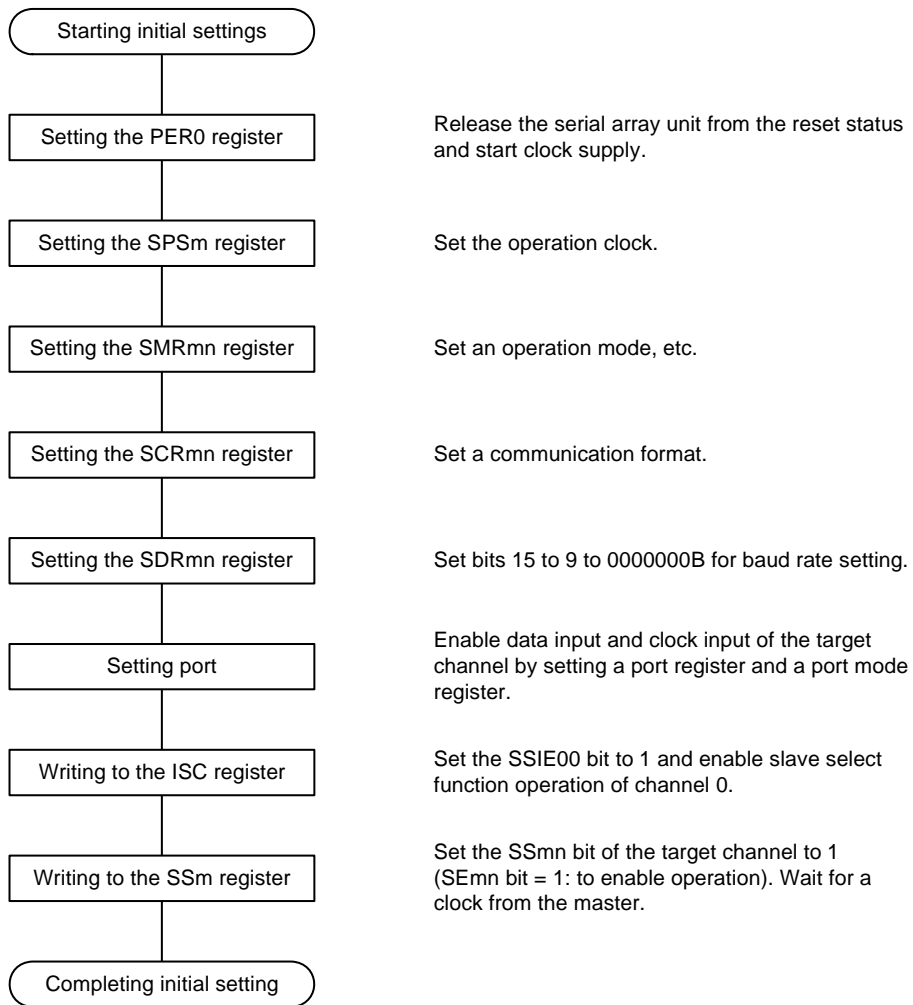 Starting initial settings
Setting the PER0 register
Release the serial array unit from the reset status
and start clock supply.
Setting the SPSm register
Set the operation clock.
Setting the SMRmn register
Set an operation mode, etc.
Setting the SCRmn register
Set a communication format.
Setting the SDRmn register
Set bits 15 to 9 to 0000000B for baud rate setting.
Setting port
Enable data input and clock input of the target
channel by setting a port register and a port mode
register.
Writing to the ISC register
Set the SSIE00 bit to 1 and enable slave select
function operation of channel 0.
Writing to the SSm register
Set the SSmn bit of the target channel to 1
(SEmn bit = 1: to enable operation). Wait for a
clock from the master.
Completing initial setting